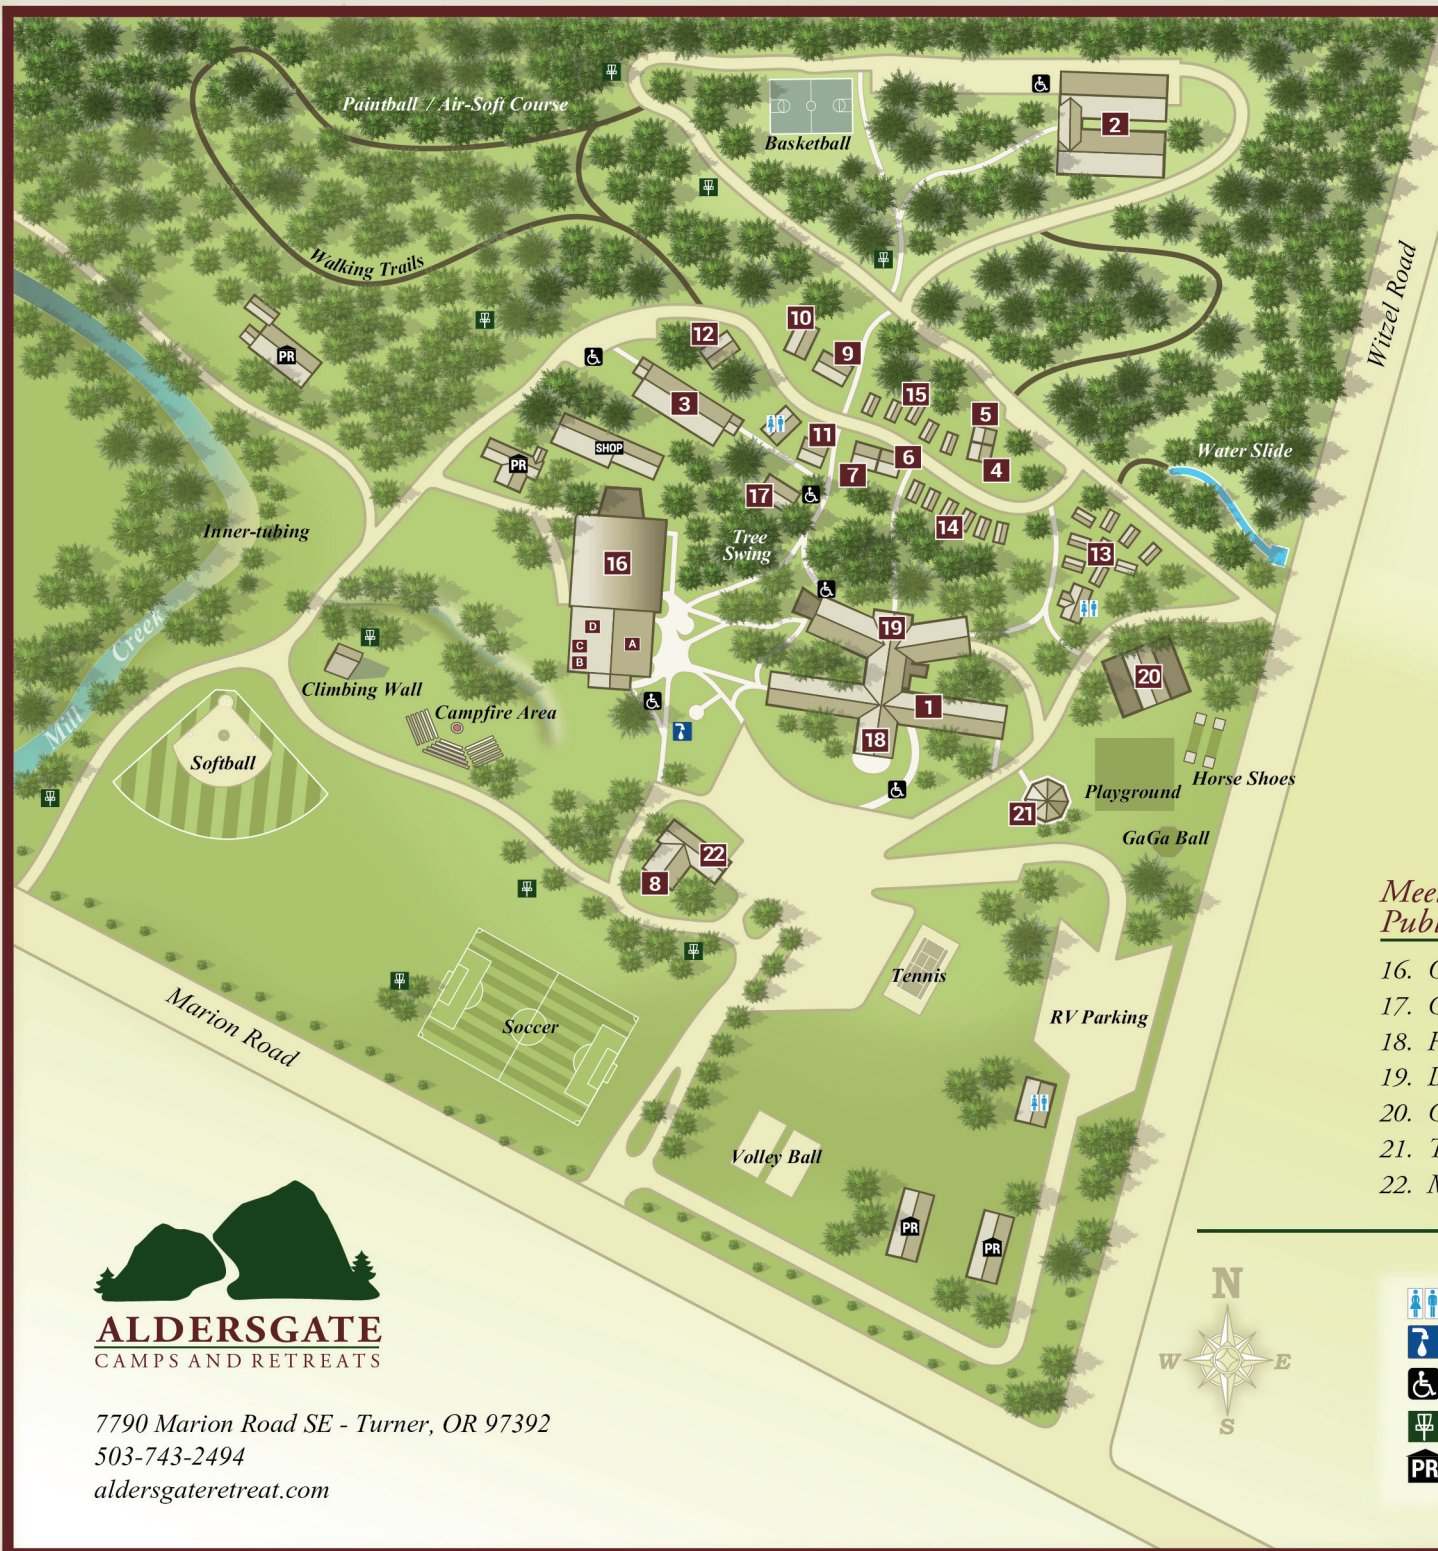 Paintball / Air-Soft Course
Basketball
2
Walking Trails
Witzel Road
PR
10
12
9
15
3
5
11
SHOP
6
PR
7
4
Water Slide
17
14
Inner-tubing
Tree
Swing
13
16
D
C
A
B
19
20
Mill Creek
Climbing Wall
1
Campfire Area
18
Softball
Horse Shoes
Playground
21
GaGa Ball
22
8
Tennis
RV Parking
Soccer
Marion Road
Volley Ball
PR
PR
16.
17.
18.
19.
20.
21.
22.
N
W
E
S
PR
ALDERSGATE
CAMPS AND RETREATS
7790 Marion Road SE - Turner, OR 97392
503-743-2494
aldersgateretreat.com